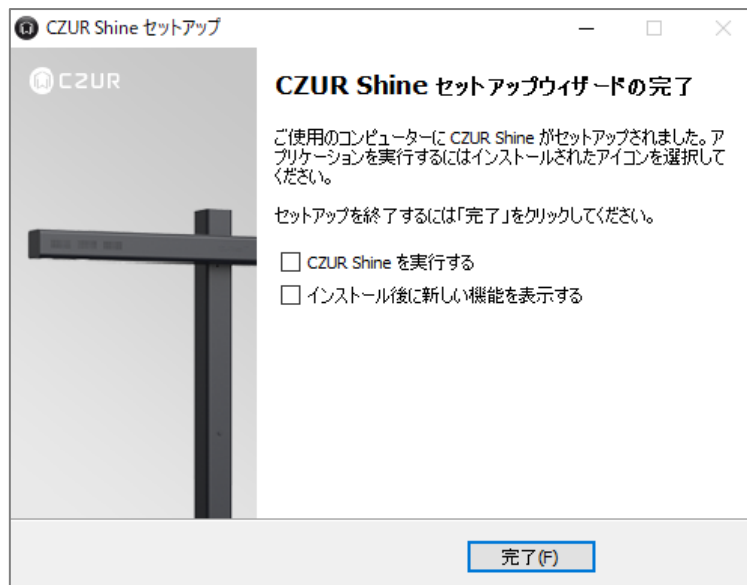 CZUR Shine セットアップ
CZUR
CZUR Shine セットアップウィザードの完了
ご使用のコンピューターに CZUR Shine がセットアップされました。ア
プリケーションを実行するにはインストールされたアイコンを選択して
ください。
セットアップを終了するには「完了」をクリックしてください。
CZUR Shine を実行する
インストール後に新しい機能を表示する
完了(F)